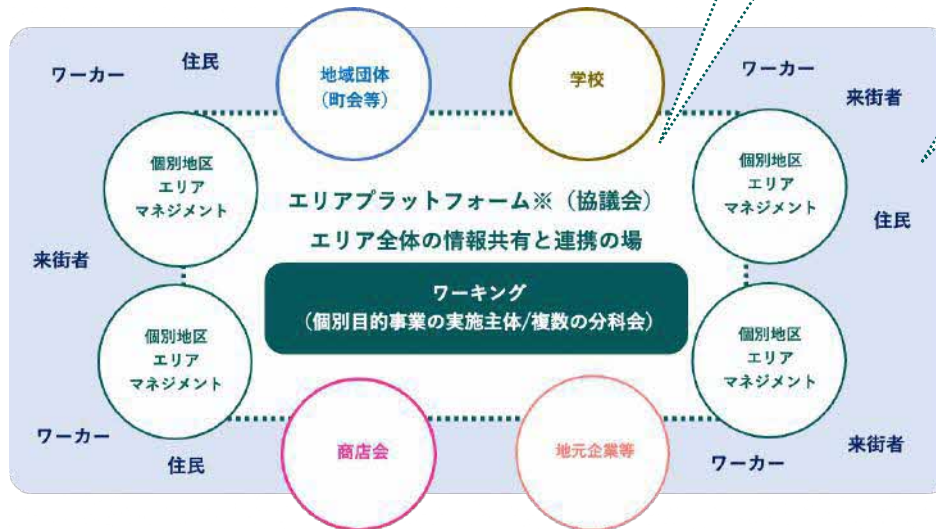 ワーカー
住民
地域団体
（町会等）
学校
ワーカー
来街者
個別地区
エリア
マネジメント
個別地区
エリア
マネジメント
エリアプラットフォーム※（協議会）
エリア全体の情報共有と連携の場
住民
来街者
ワーキング
（個別目的事業の実施主体/複数の分科会）
個別地区
エリア
マネジメント
個別地区
エリア
マネジメント
ワーカー
住民
商店会
地元企業等
ワーカー
来街者